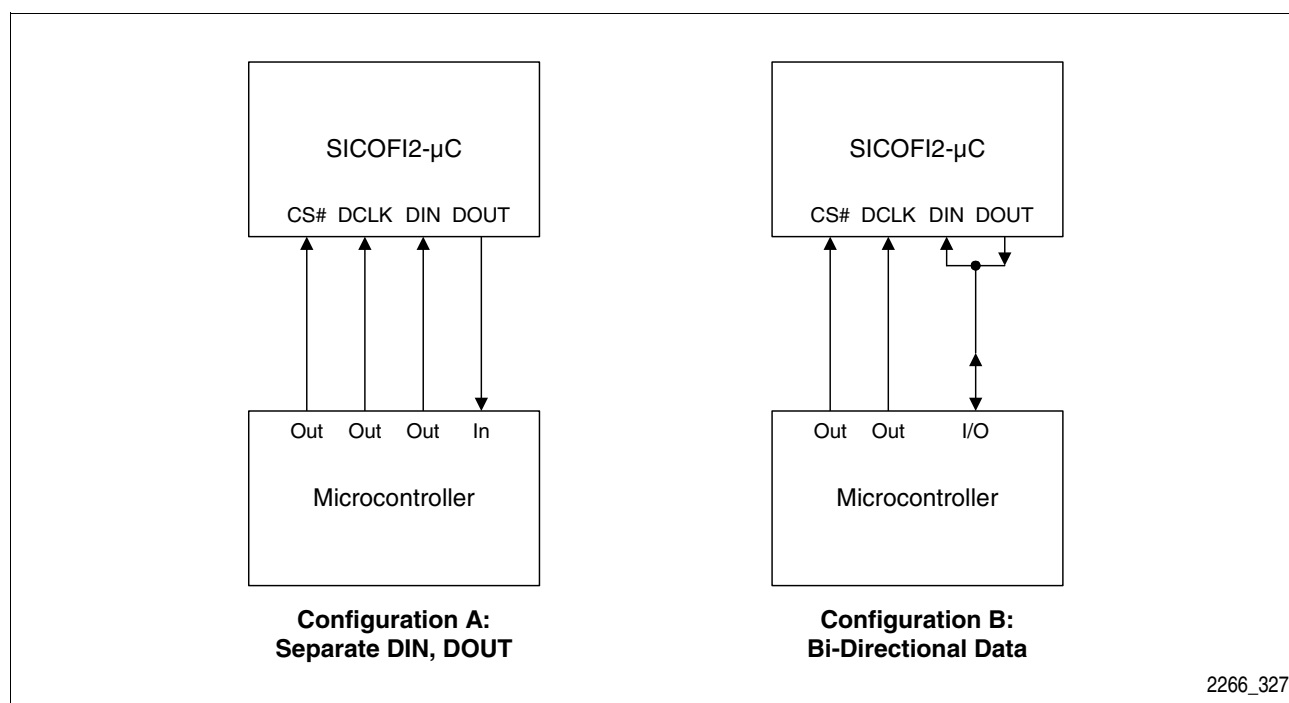 SICOFI2-µC
CS# DCLK DIN DOUT
Out Out Out In
Microcontroller
Configuration A:
Separate DIN, DOUT
SICOFI2-µC
CS# DCLK DIN DOUT
Out Out I/O
Microcontroller
Configuration B:
Bi-Directional Data
2266_327